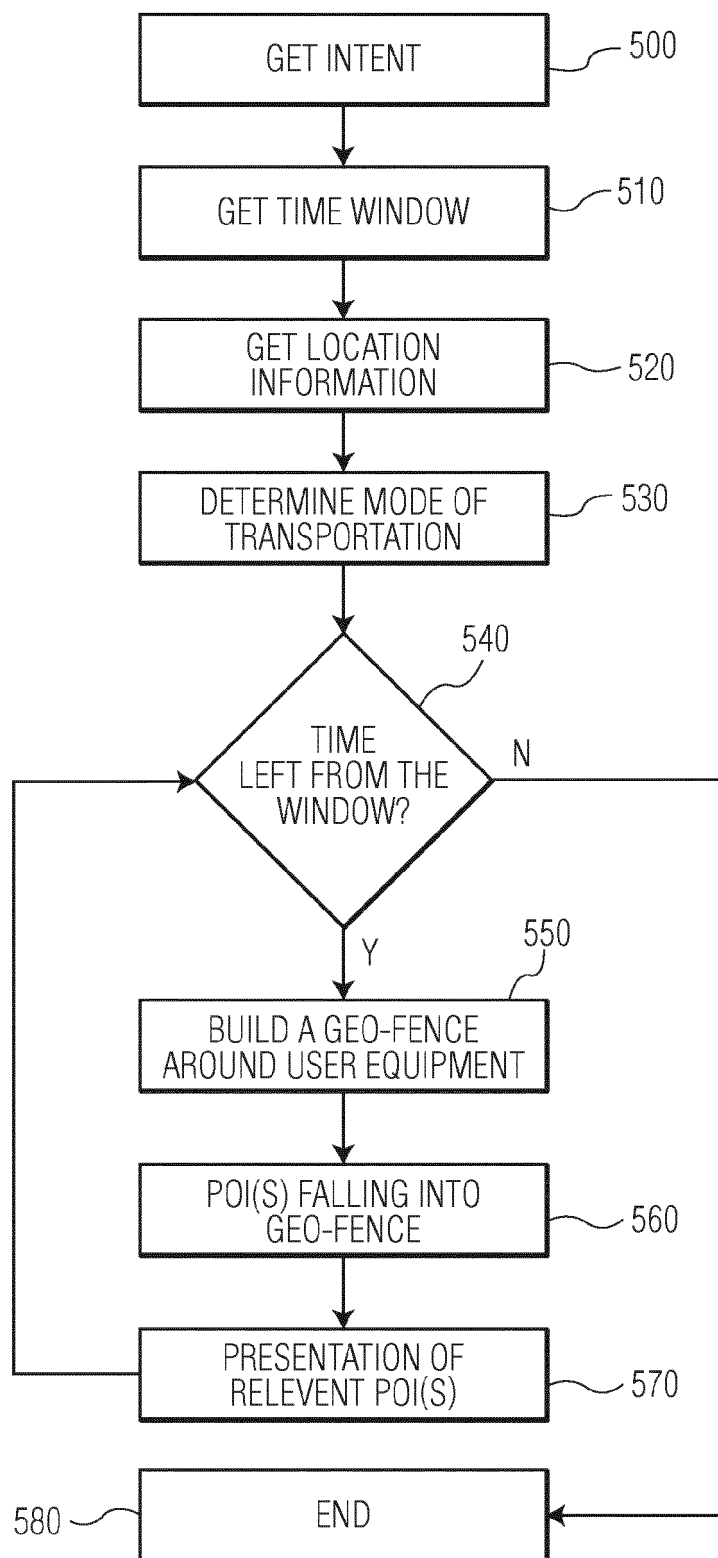 GET INTENT
500
GET TIME WINDOW
510
GET LOCATION
INFORMATION
520
DETERMINE MODE OF
TRANSPORTATION
530
540
TIME
LEFT FROM THE
WINDOW?
N
Y
550
BUILD A GEO-FENCE
AROUND USER EQUIPMENT
POI(S) FALLING INTO
GEO-FENCE
560
PRESENTATION OF
RELEVENT POI(S)
570
END
580